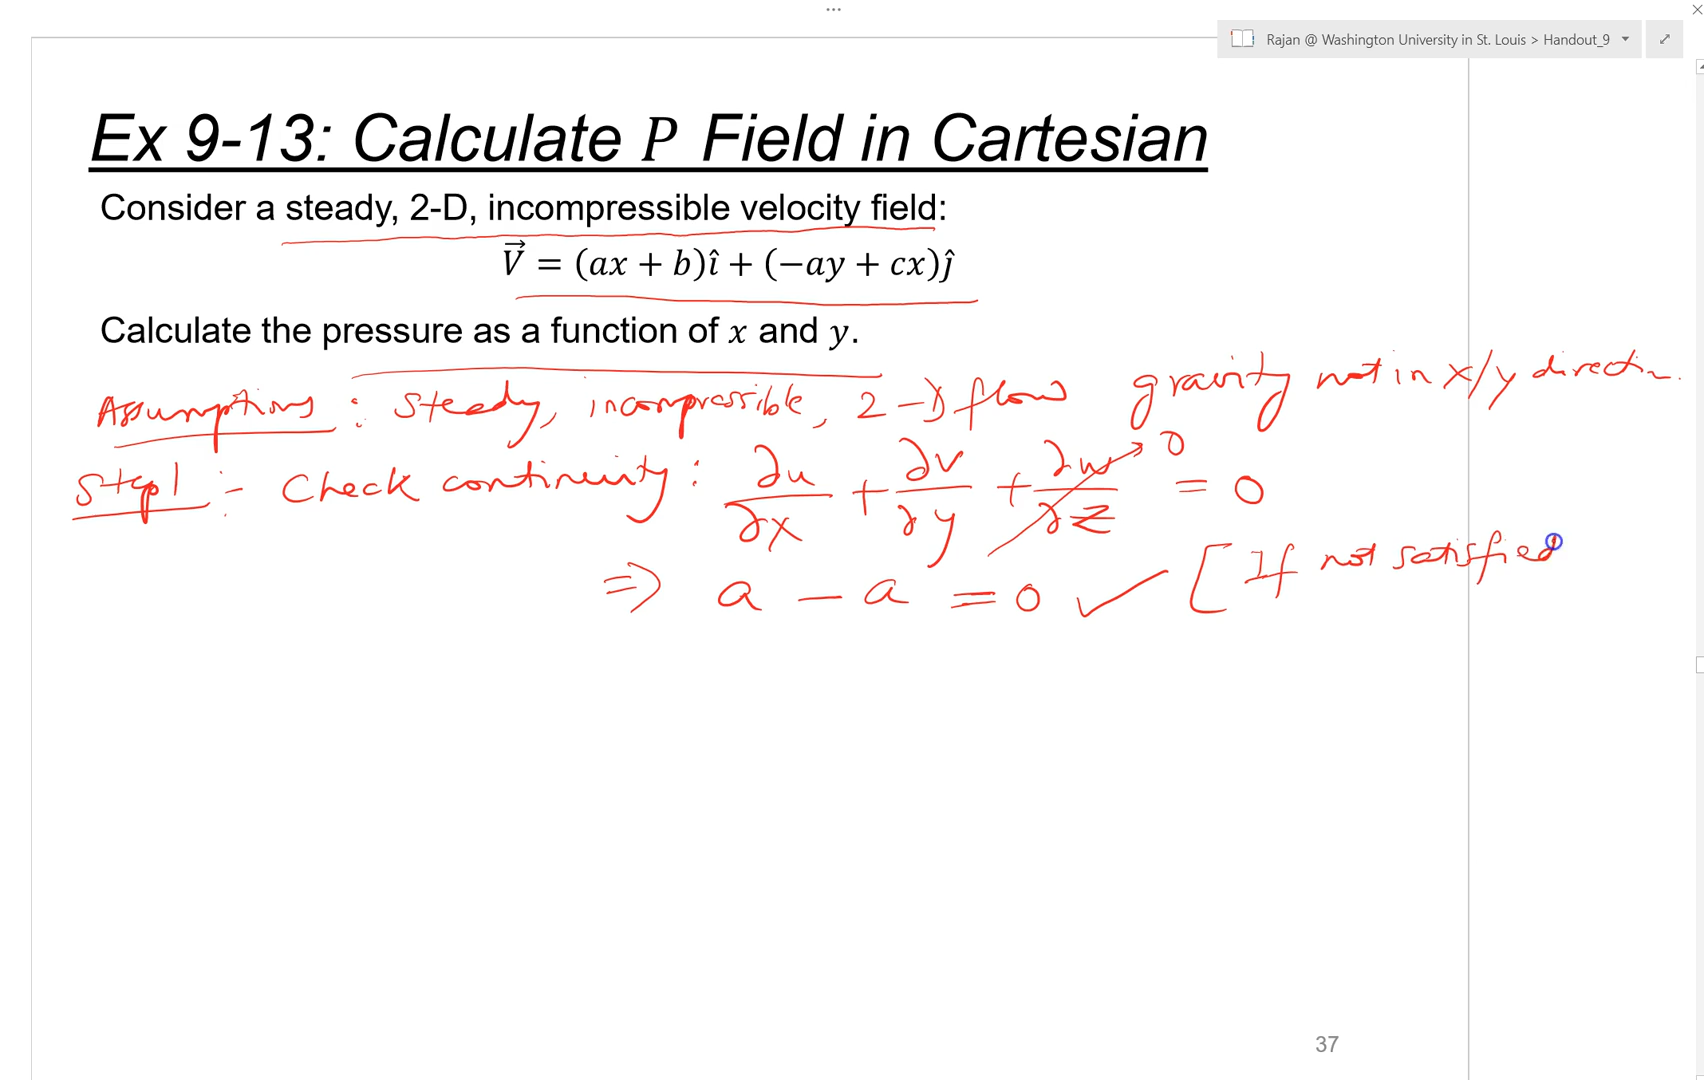 Rajan @ Washington University in St. Louis > Handout_9
Ex 9-13: Calculate P Field in Cartesian
Consider a steady, 2-D, incompressible velocity field:
V⃗ = (ax + b)î + (−ay + cx)ĵ
Calculate the pressure as a function of x and y.
Assumptions : Steady, incompressible, 2-D flow gravity not in x/y direction.
Step 1 :- Check continuity : ∂u/∂x + ∂v/∂y + ∂w/∂z → 0 = 0
⇒ a − a = 0 ✓ [If not satisfied
37